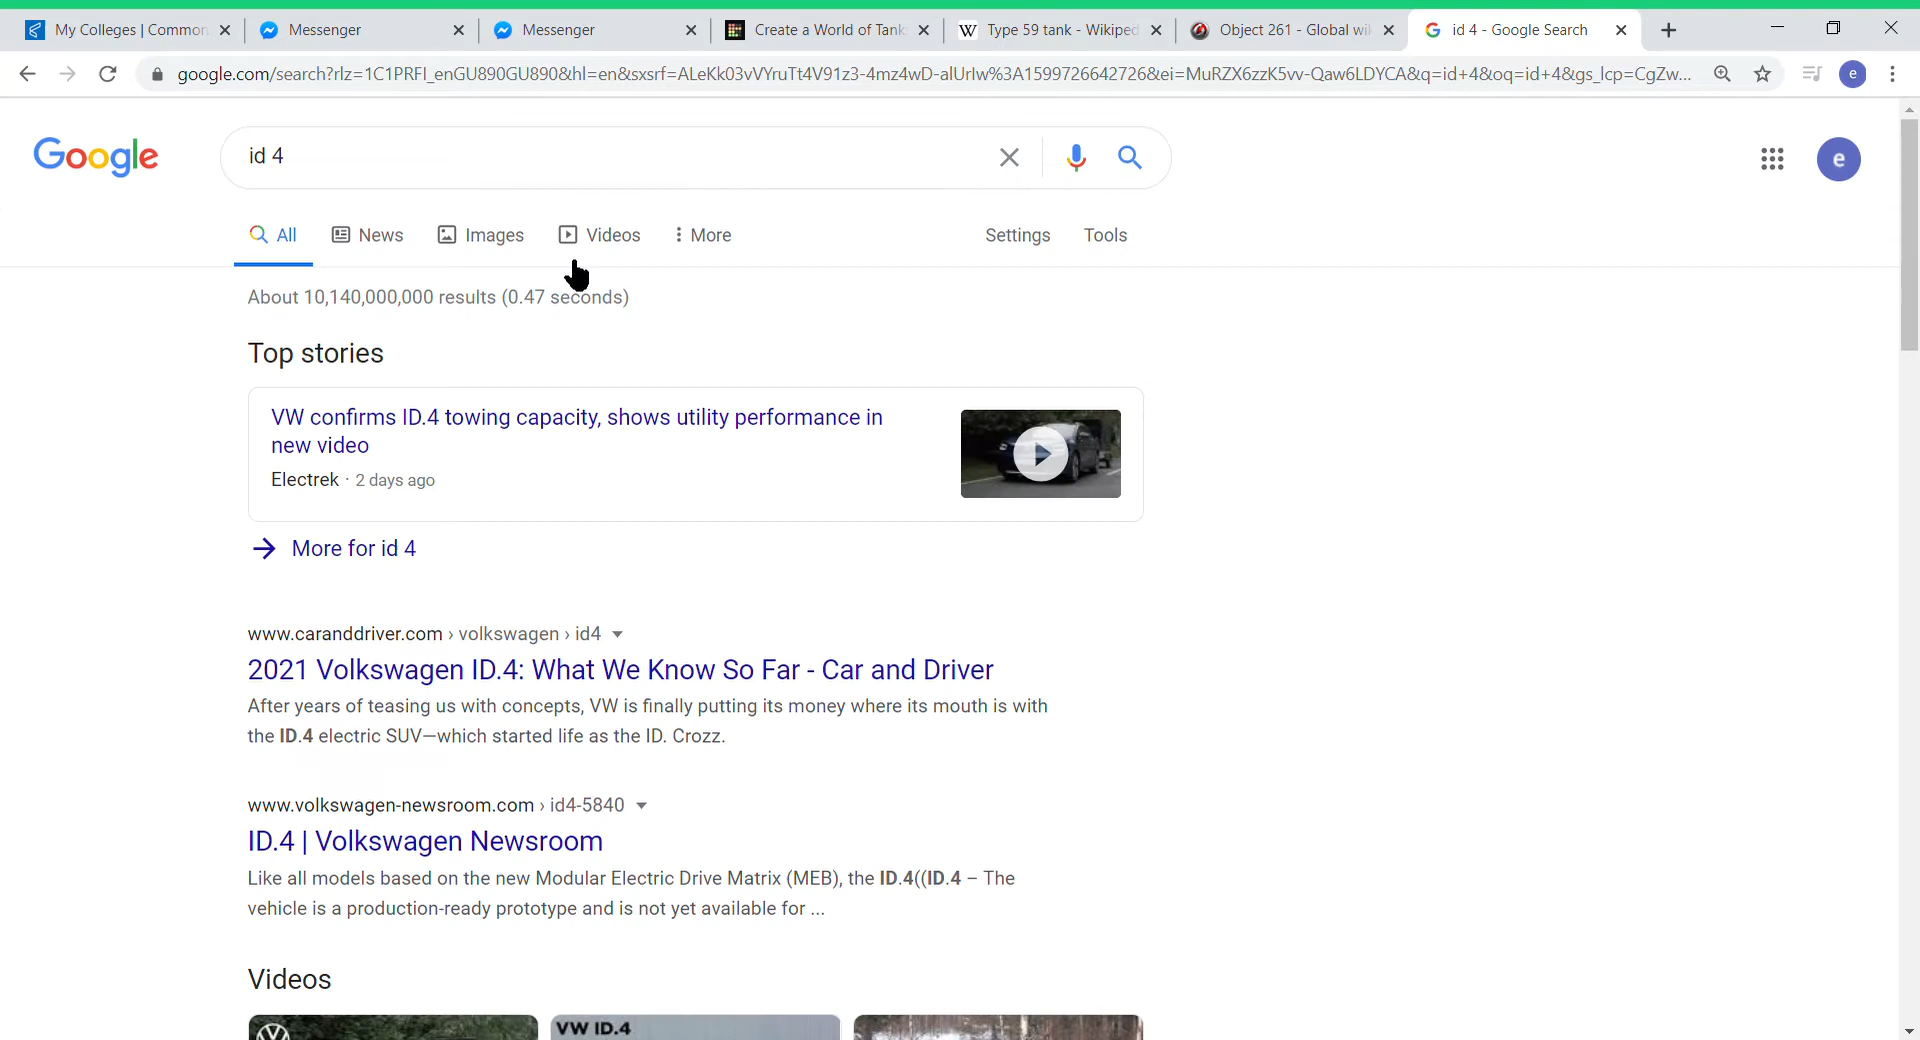 My Colleges | Common
Messenger
Messenger
Create a World of Tank
Type 59 tank - Wikiped
Object 261 - Global wi
id 4 - Google Search
google.com/search?rlz=1C1PRFI_enGU890GU890&hl=en&sxsrf=ALeKk03vVYruTt4V91z3-4mz4wD-alUrIw%3A1599726642726&ei=MuRZX6zzK5vv-Qaw6LDYCA&q=id+4&oq=id+4&gs_lcp=CgZw...
e
Google
id 4
e
All
News
Images
Videos
More
Settings
Tools
About 10,140,000,000 results (0.47 seconds)
Top stories
VW confirms ID.4 towing capacity, shows utility performance in
new video
Electrek · 2 days ago
More for id 4
www.caranddriver.com › volkswagen › id4
2021 Volkswagen ID.4: What We Know So Far - Car and Driver
After years of teasing us with concepts, VW is finally putting its money where its mouth is with
the ID.4 electric SUV—which started life as the ID. Crozz.
www.volkswagen-newsroom.com › id4-5840
ID.4 | Volkswagen Newsroom
Like all models based on the new Modular Electric Drive Matrix (MEB), the ID.4((ID.4 – The
vehicle is a production-ready prototype and is not yet available for ...
Videos
VW ID.4